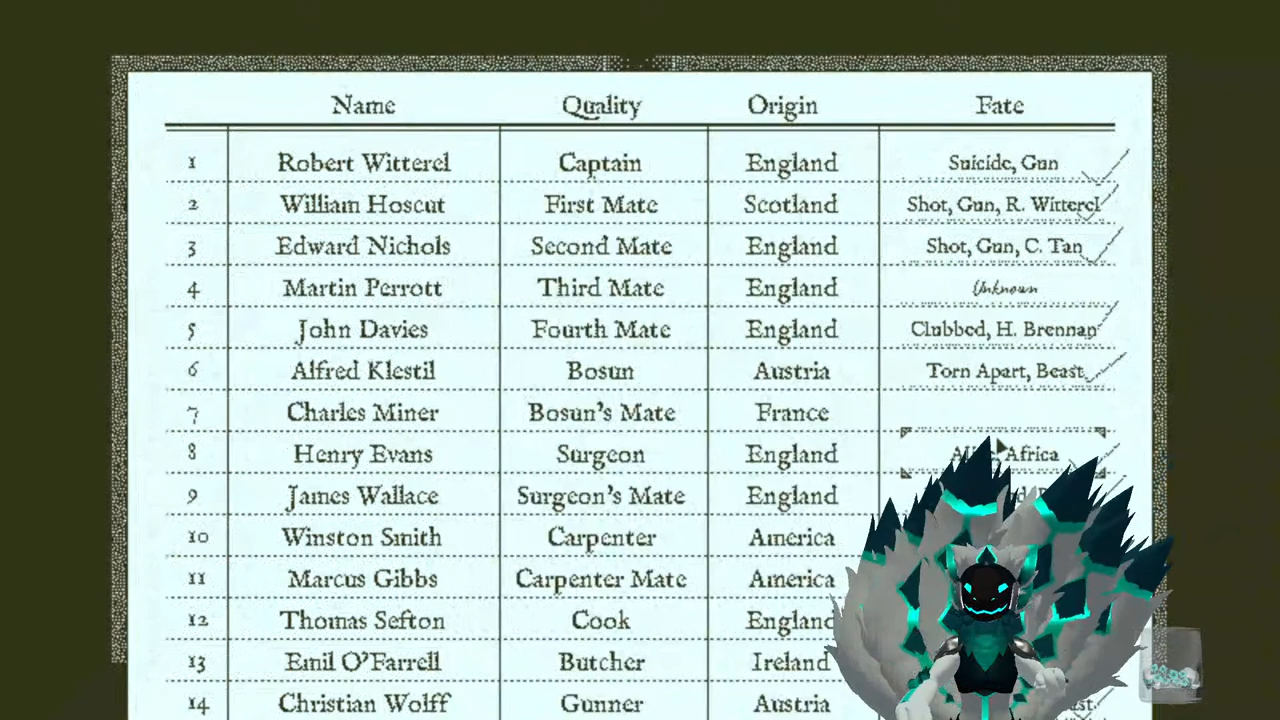 Name Quality Origin Fate
1 Robert Witterel Captain England Suicide, Gun
2 William Hoscut First Mate Scotland Shot, Gun, R. Witterel
3 Edward Nichols Second Mate England Shot, Gun, C. Tan
4 Martin Perrott Third Mate England Unknown
5 John Davies Fourth Mate England Clubbed, H. Brennan
6 Alfred Klestil Bosun Austria Torn Apart, Beast
7 Charles Miner Bosun's Mate France
8 Henry Evans Surgeon England Africa
9 James Wallace Surgeon's Mate England
10 Winston Smith Carpenter America
11 Marcus Gibbs Carpenter Mate America
12 Thomas Sefton Cook England
13 Emil O'Farrell Butcher Ireland
14 Christian Wolff Gunner Austria